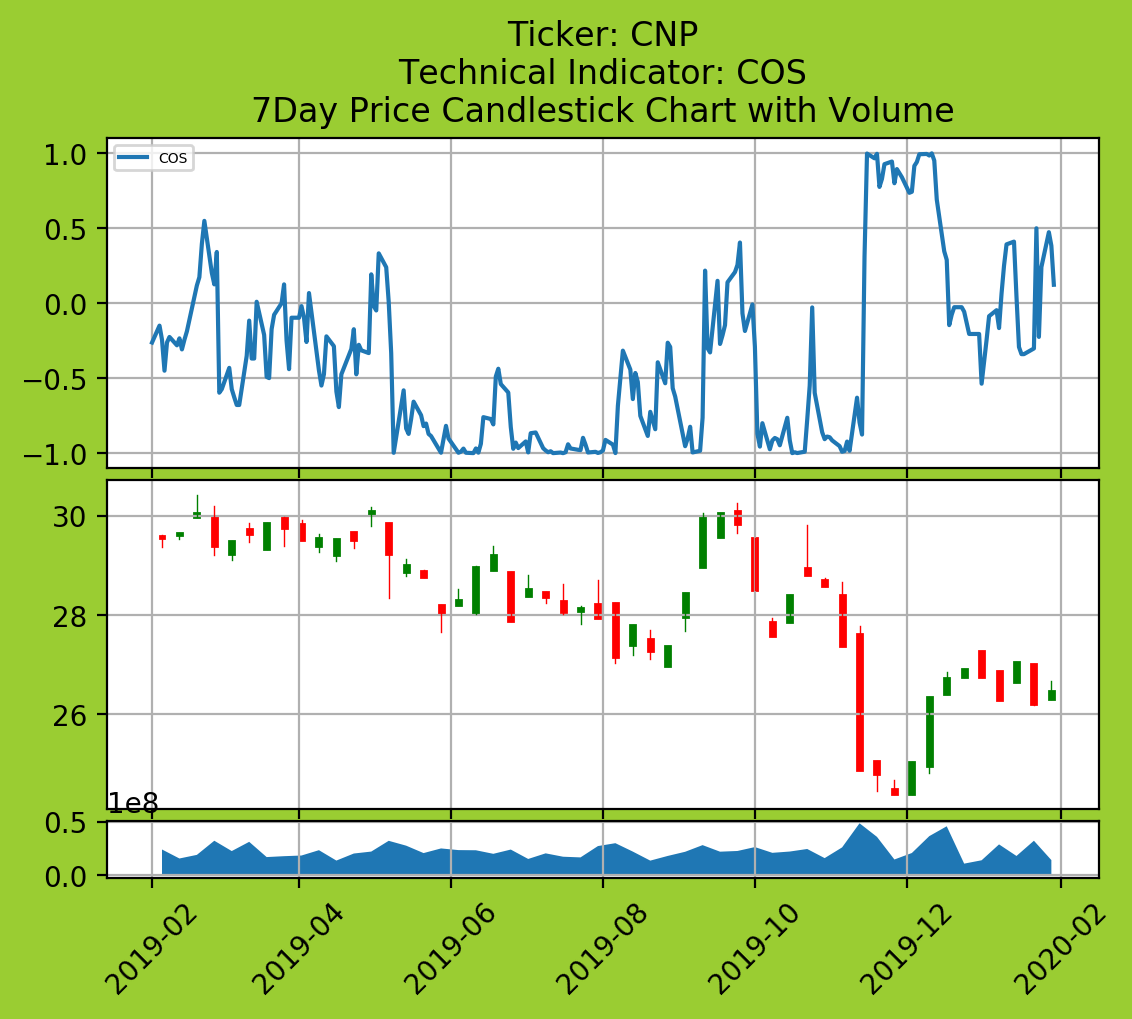 Ticker: CNP
Technical Indicator: COS
7Day Price Candlestick Chart with Volume
COS
1.0
0.5
0.0
−0.5
−1.0
30
28
26
1e8
0.5
0.0
2019-02 2019-04 2019-06 2019-08 2019-10 2019-12 2020-02